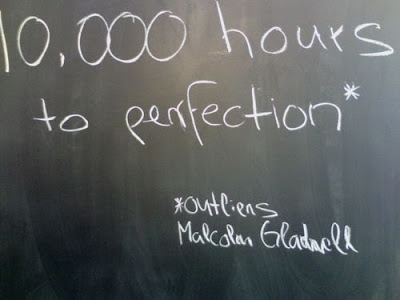 10,000 hours
to perfection*
*outliers
Malcolm Gladwell